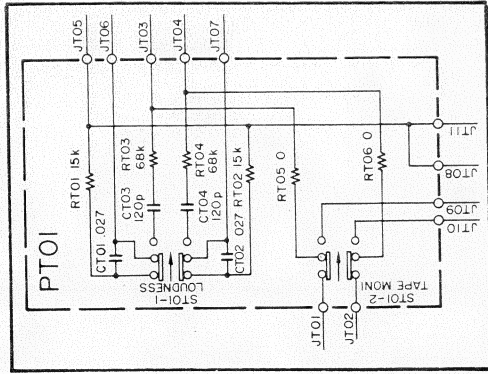 JT05
JT06
JT03
JT04
JT07
PT01
RT01 15k
CT01 .027
CT03
120p
RT03
68k
RT04
68k
CT04
120p
RT02 15k
CT02 .027
RT05 0
RT06 0
JT11
JT08
JT09
JT10
ST01-1
LOUDNESS
ST01-2
TAPE MONI
JT01
JT02